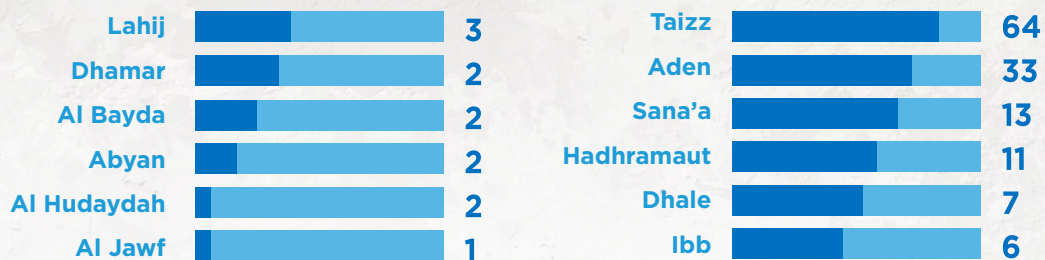 Lahij 3
Dhamar 2
Al Bayda 2
Abyan 2
Al Hudaydah 2
Al Jawf 1
Taizz 64
Aden 33
Sana’a 13
Hadhramaut 11
Dhale 7
Ibb 6